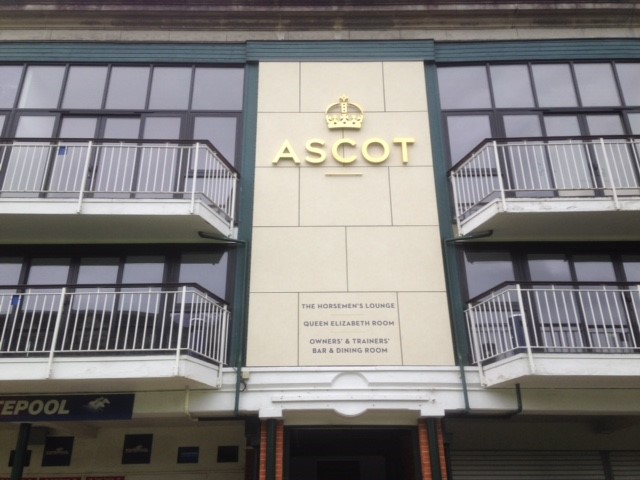 ASCOT
THE HORSEMEN'S LOUNGE
QUEEN ELIZABETH ROOM
OWNERS' & TRAINERS'
BAR & DINING ROOM
TEPOOL